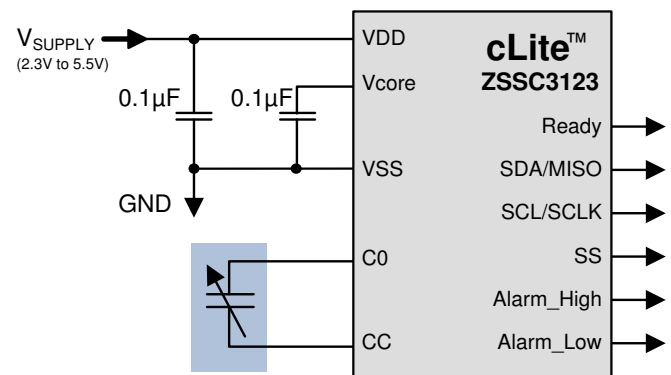 V_SUPPLY
(2.3V to 5.5V)
0.1µF
0.1µF
GND
VDD
Vcore
VSS
C0
CC
cLite™
ZSSC3123
Ready
SDA/MISO
SCL/SCLK
SS
Alarm_High
Alarm_Low